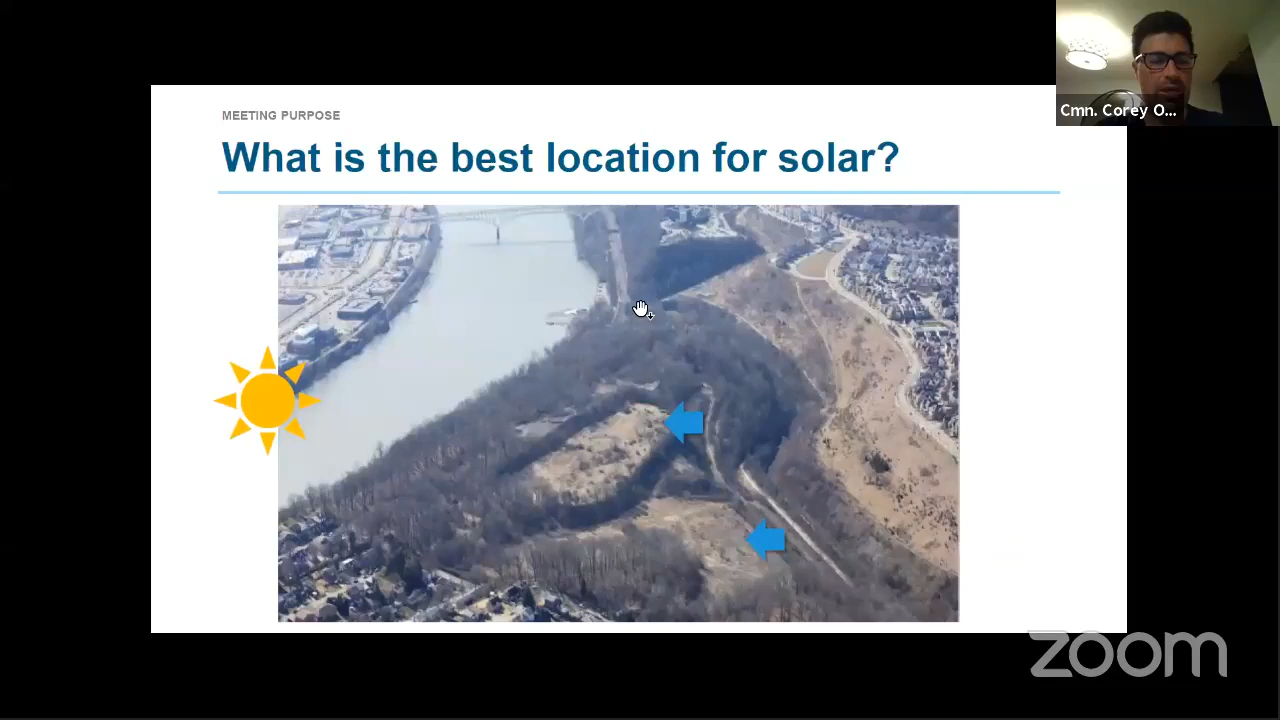 MEETING PURPOSE
What is the best location for solar?
Cmn. Corey O...
zoom